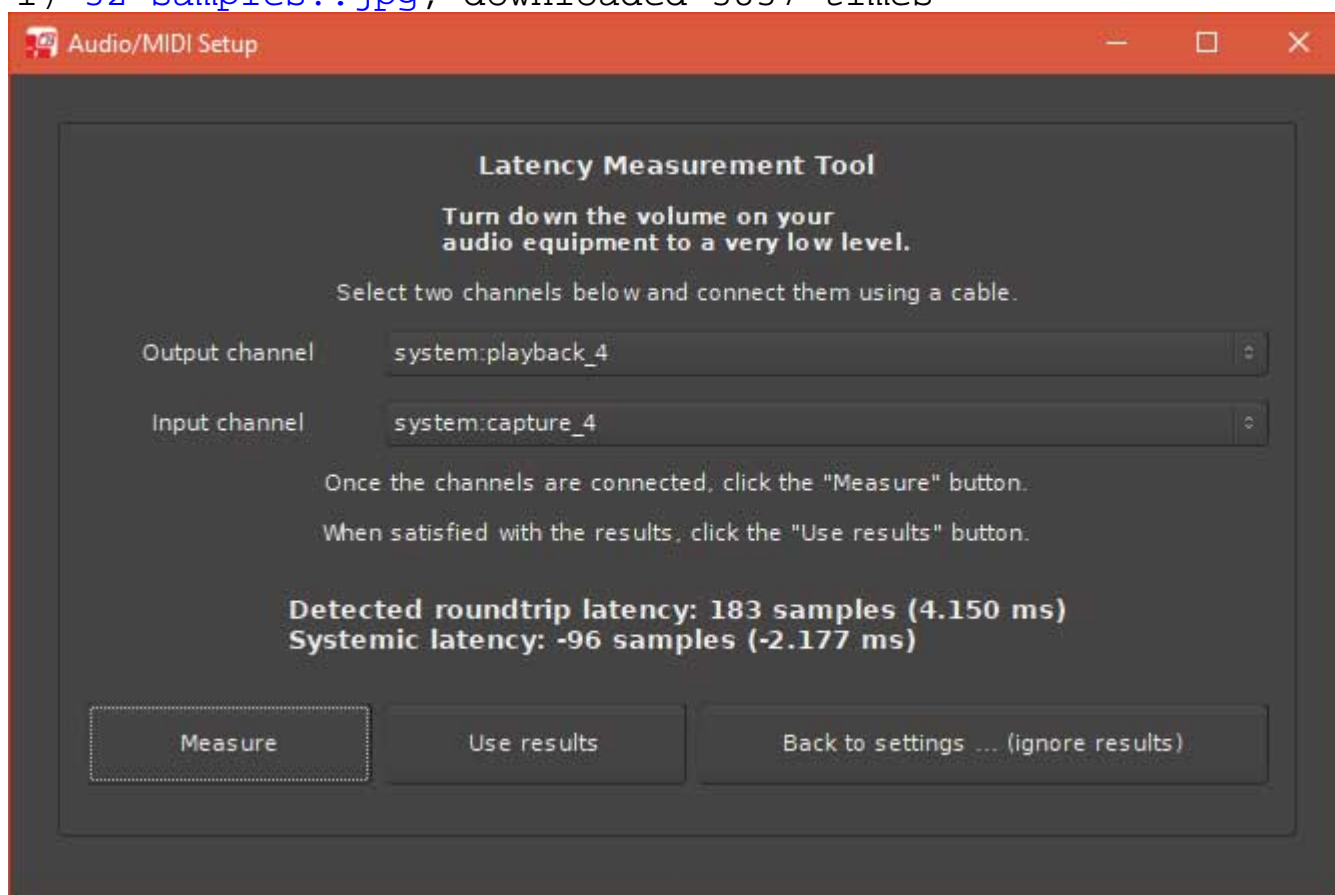 Audio/MIDI Setup
Latency Measurement Tool
Turn down the volume on your
audio equipment to a very low level.
Select two channels below and connect them using a cable.
Output channel system:playback_4
Input channel system:capture_4
Once the channels are connected, click the "Measure" button.
When satisfied with the results, click the "Use results" button.
Detected roundtrip latency: 183 samples (4.150 ms)
Systemic latency: -96 samples (-2.177 ms)
Measure Use results Back to settings ... (ignore results)